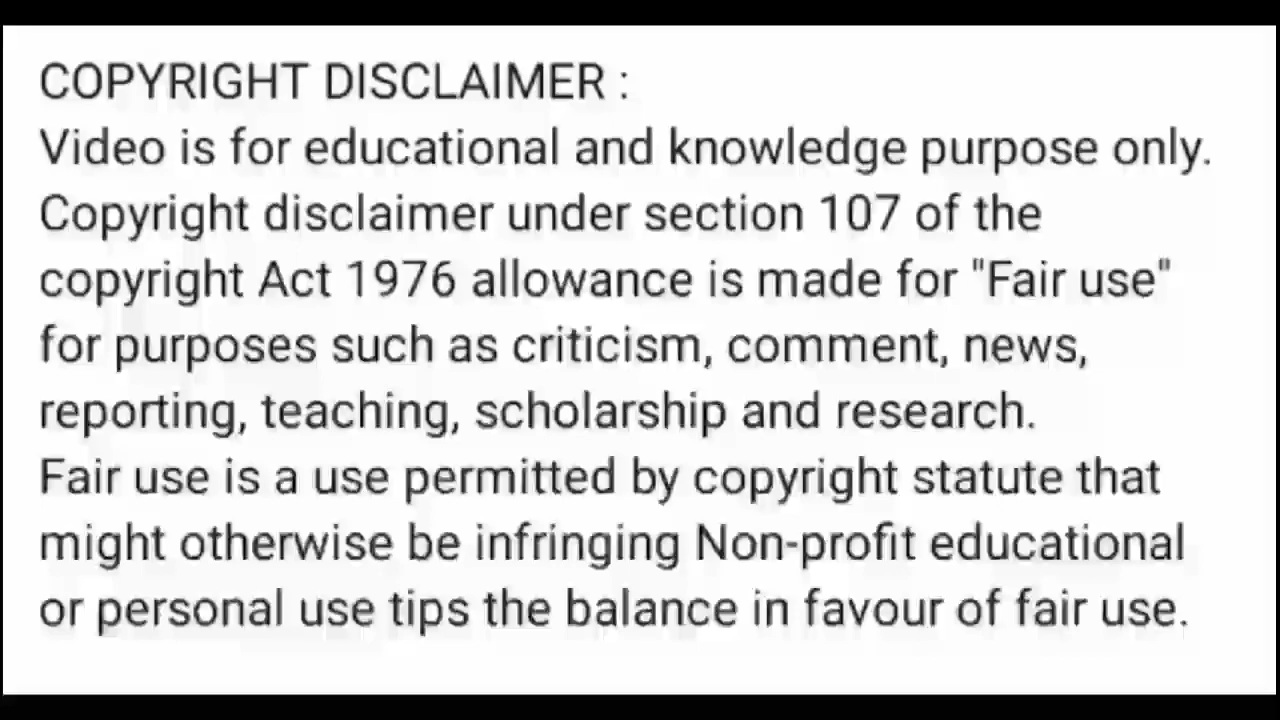 COPYRIGHT DISCLAIMER :
Video is for educational and knowledge purpose only.
Copyright disclaimer under section 107 of the
copyright Act 1976 allowance is made for "Fair use"
for purposes such as criticism, comment, news,
reporting, teaching, scholarship and research.
Fair use is a use permitted by copyright statute that
might otherwise be infringing Non-profit educational
or personal use tips the balance in favour of fair use.